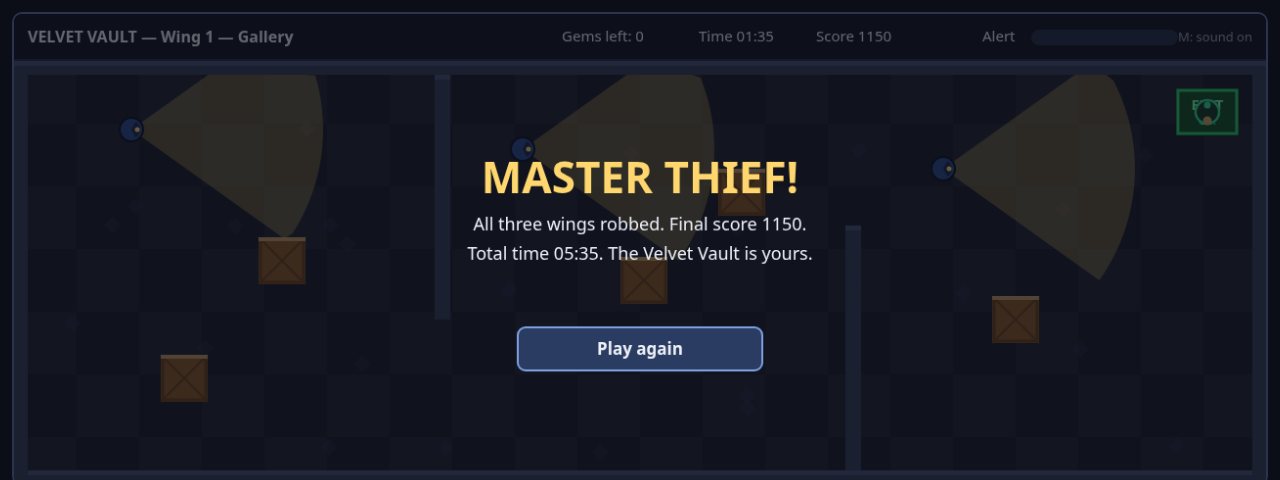 VELVET VAULT — Wing 1 — Gallery
Gems left: 0
Time 01:35
Score 1150
Alert
M: sound on
MASTER THIEF!
All three wings robbed. Final score 1150.
Total time 05:35. The Velvet Vault is yours.
Play again